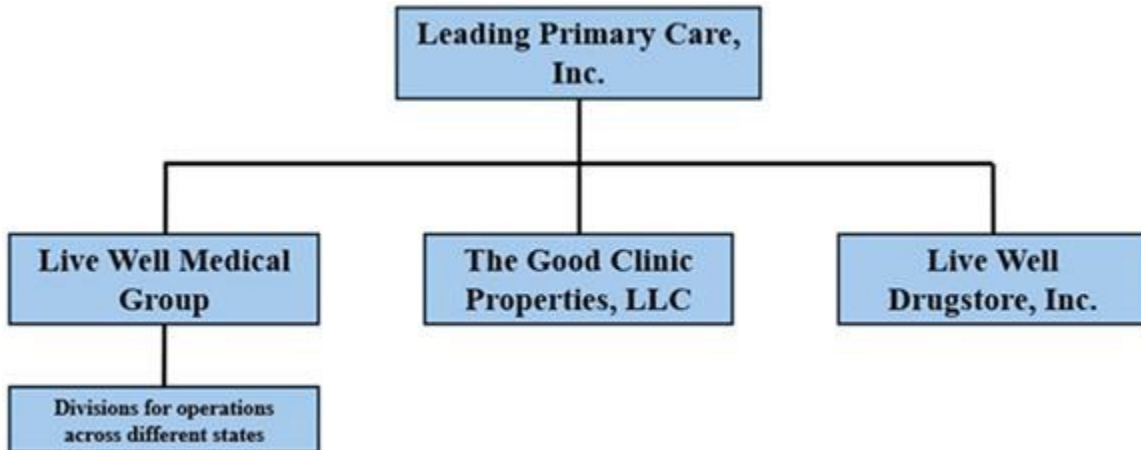 Leading Primary Care,
Inc.
Live Well Medical
Group
The Good Clinic
Properties, LLC
Live Well
Drugstore, Inc.
Divisions for operations
across different states